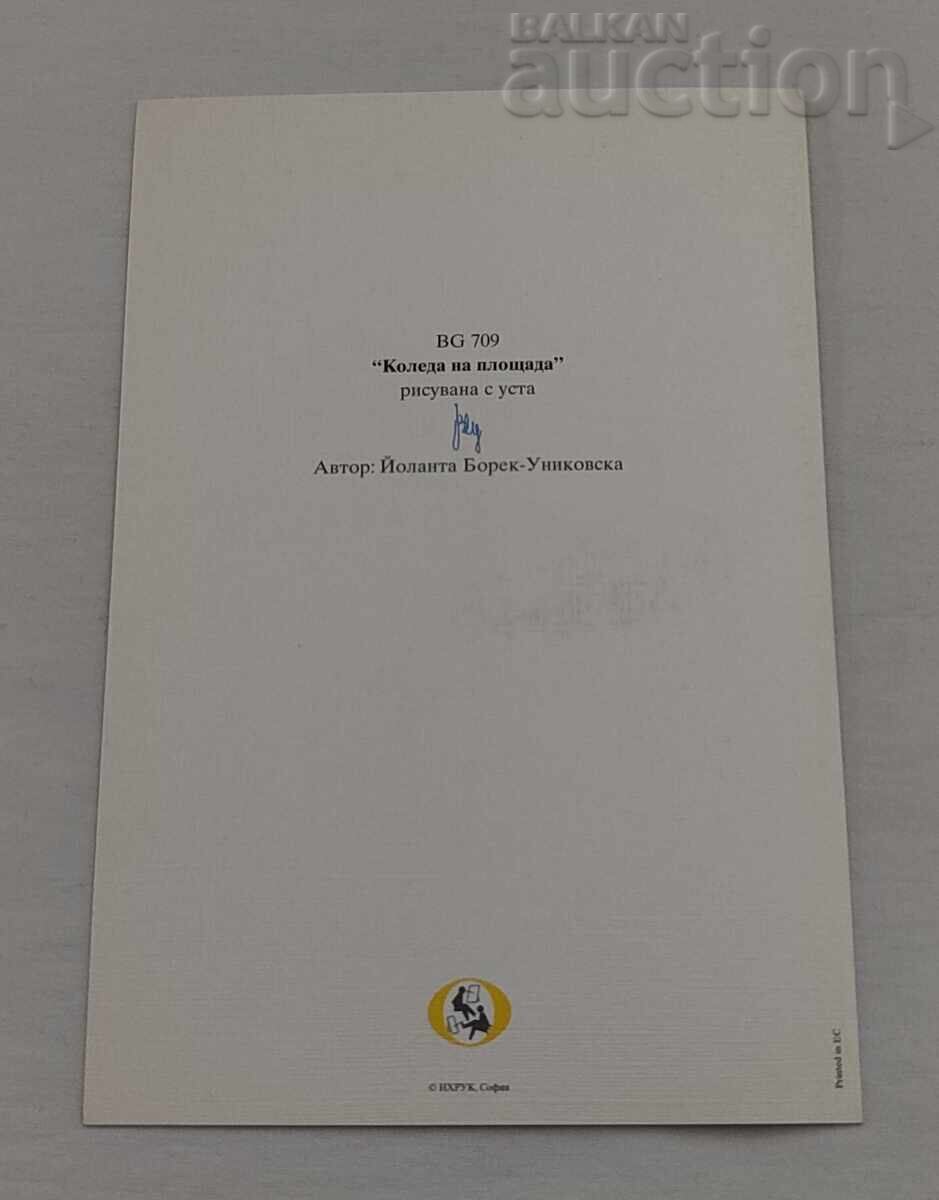 BALKAN
auction
BG 709
“Коледа на площада”
рисувана с уста
Автор: Йоланта Борек-Униковска
© ИХРУК, София
Printed in EC